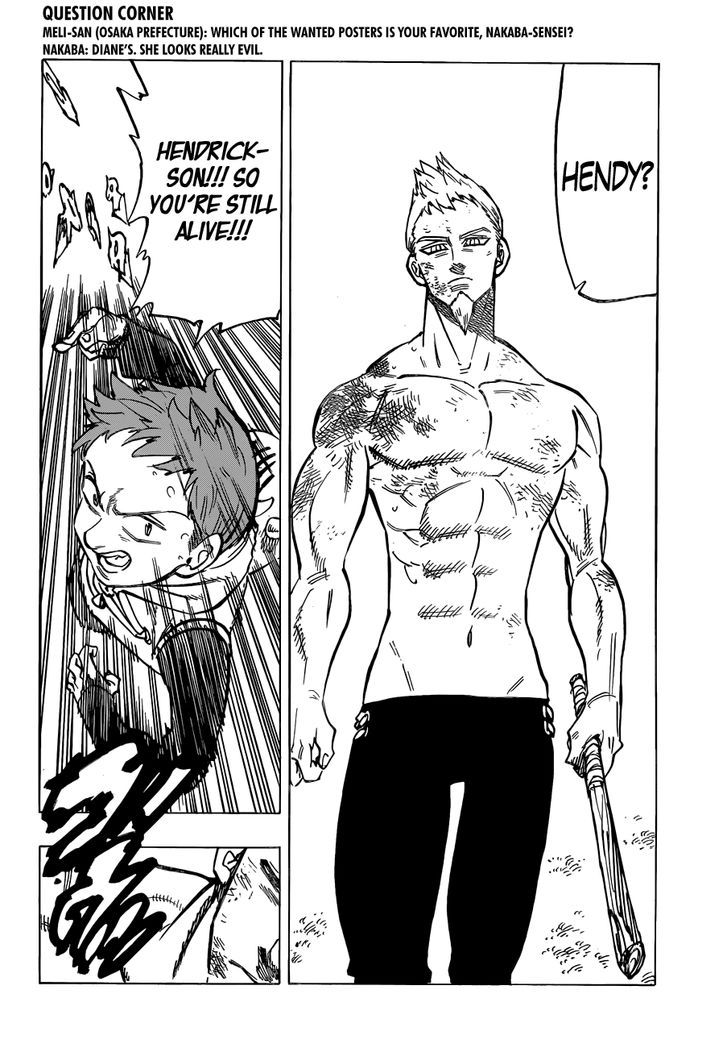 QUESTION CORNER
MELI-SAN (OSAKA PREFECTURE): WHICH OF THE WANTED POSTERS IS YOUR FAVORITE, NAKABA-SENSEI?
NAKABA: DIANE'S. SHE LOOKS REALLY EVIL.
HENDY?
HENDRICK-
SON!!! SO
YOU'RE STILL
ALIVE!!!